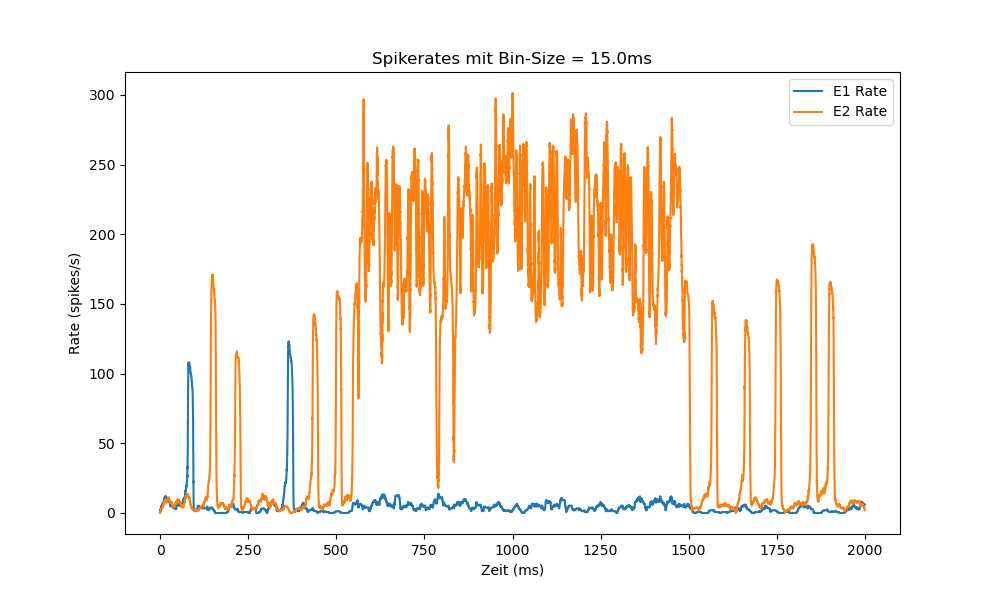 Spikerates mit Bin-Size = 15.0ms
E1 Rate
E2 Rate
300
250
200
150
100
50
0
Rate (spikes/s)
0 250 500 750 1000 1250 1500 1750 2000
Zeit (ms)